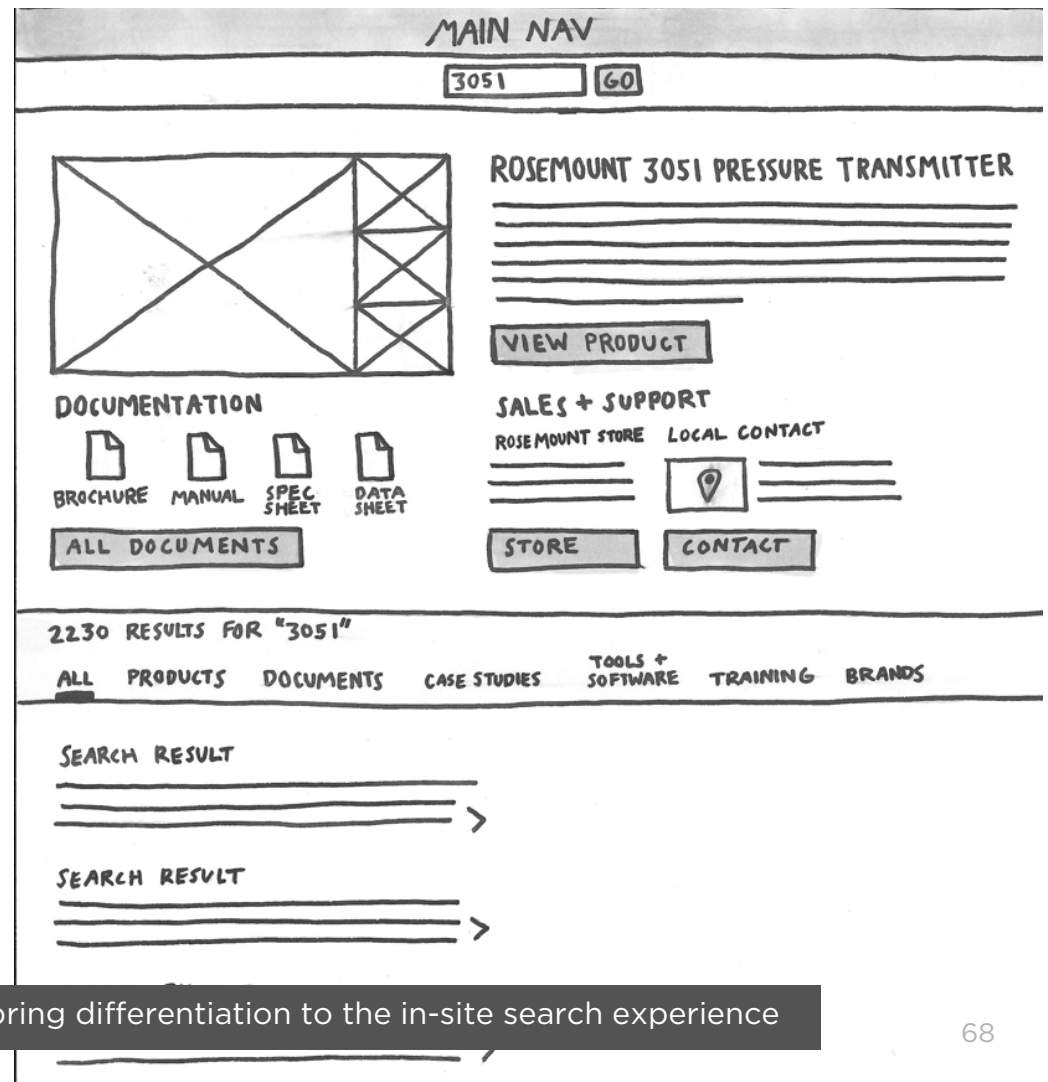 MAIN NAV
3051 GO
ROSEMOUNT 3051 PRESSURE TRANSMITTER
VIEW PRODUCT
DOCUMENTATION
BROCHURE MANUAL SPEC SHEET DATA SHEET
ALL DOCUMENTS
SALES + SUPPORT
ROSEMOUNT STORE LOCAL CONTACT
STORE CONTACT
2230 RESULTS FOR "3051"
ALL PRODUCTS DOCUMENTS CASE STUDIES TOOLS + SOFTWARE TRAINING BRANDS
SEARCH RESULT
SEARCH RESULT
differentiation to the in-site search experience
68